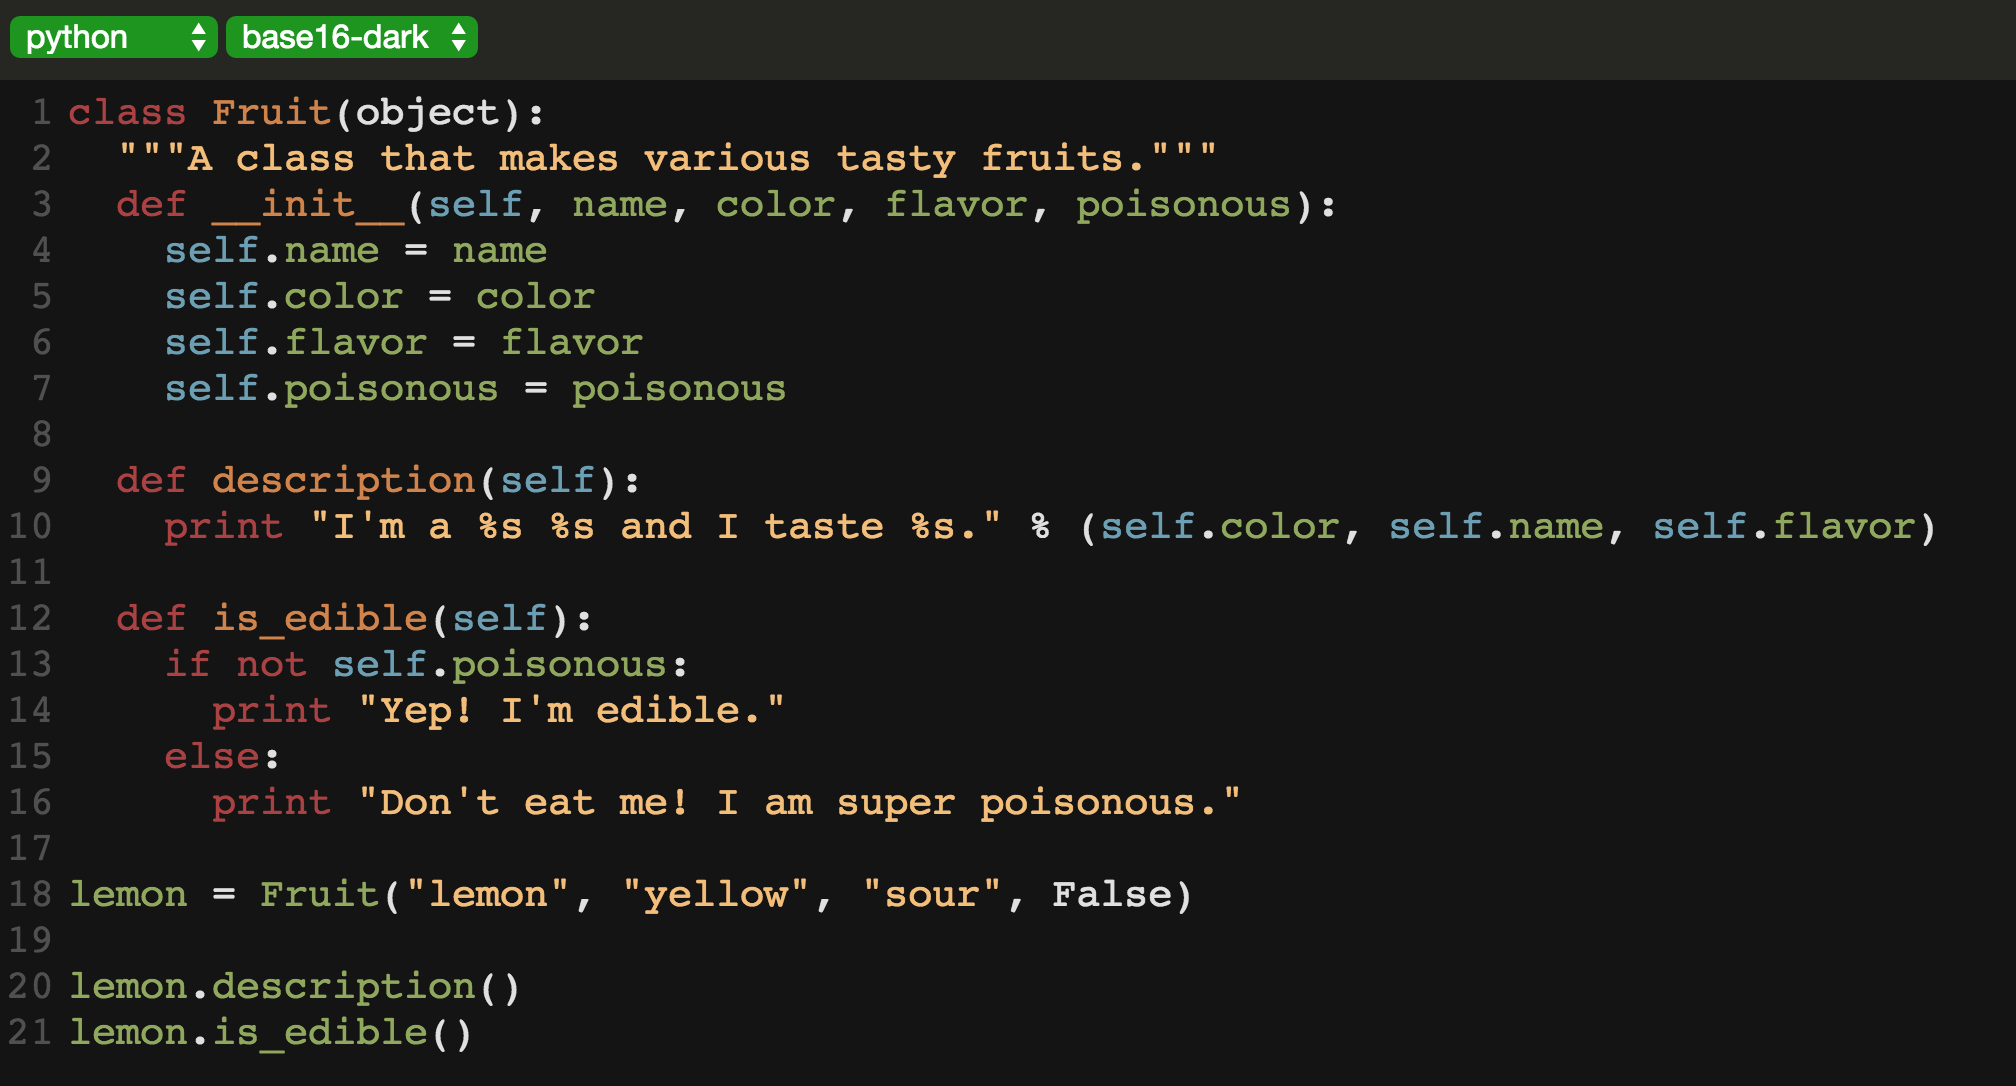 python base16-dark
1 class Fruit(object):
2   """A class that makes various tasty fruits."""
3   def __init__(self, name, color, flavor, poisonous):
4     self.name = name
5     self.color = color
6     self.flavor = flavor
7     self.poisonous = poisonous
8
9   def description(self):
10     print "I'm a %s %s and I taste %s." % (self.color, self.name, self.flavor)
11
12   def is_edible(self):
13     if not self.poisonous:
14       print "Yep! I'm edible."
15     else:
16       print "Don't eat me! I am super poisonous."
17
18 lemon = Fruit("lemon", "yellow", "sour", False)
19
20 lemon.description()
21 lemon.is_edible()